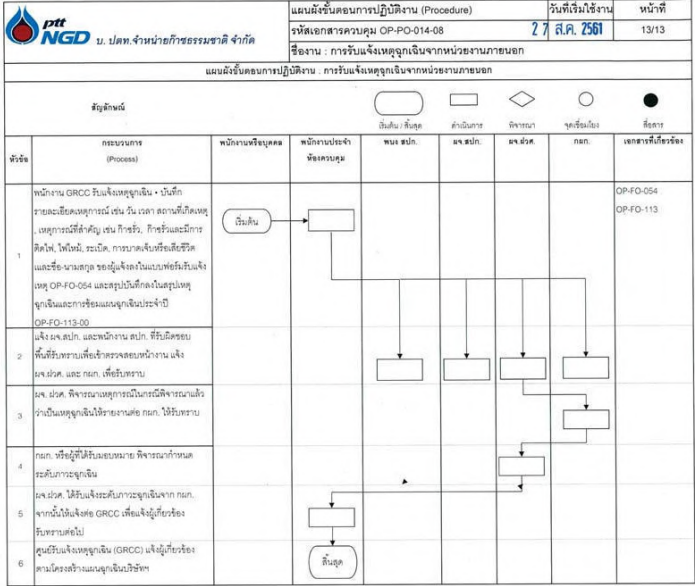 แผนผังขั้นตอนการปฏิบัติงาน (Procedure)
วันที่เริ่มใช้งาน
หน้าที่
ptt
NGD บ. ปตท.จำหน่ายก๊าซธรรมชาติ จำกัด
รหัสเอกสารควบคุม OP-PO-014-08
27 ส.ค. 2561
13/13
ชื่องาน : การรับแจ้งเหตุฉุกเฉินจากหน่วยงานภายนอก
แผนผังขั้นตอนการปฏิบัติงาน : การรับแจ้งเหตุฉุกเฉินจากหน่วยงานภายนอก
สัญลักษณ์
เริ่มต้น / สิ้นสุด
ดำเนินการ
พิจารณา
จุดเชื่อมโยง
สื่อสาร
หัวข้อ
กระบวนการ
(Process)
พนักงานหรือบุคคล
พนักงานประจำ
ห้องควบคุม
พนง สปก.
ผจ.สปก.
ผจ.ฝวศ.
กผก.
เอกสารที่เกี่ยวข้อง
1
พนักงาน GRCC รับแจ้งเหตุฉุกเฉิน • บันทึก
รายละเอียดเหตุการณ์ เช่น วัน เวลา สถานที่เกิดเหตุ
, เหตุการณ์ที่สำคัญ เช่น ก๊าซรั่ว, ก๊าซรั่วและมีการ
ติดไฟ, ไฟไหม้, ระเบิด, การบาดเจ็บหรือเสียชีวิต
และชื่อ-นามสกุล ของผู้แจ้งลงในแบบฟอร์มรับแจ้ง
เหตุ OP-FO-054 และสรุปบันทึกลงในสรุปเหตุ
ฉุกเฉินและการซ้อมแผนฉุกเฉินประจำปี
OP-FO-113-00
เริ่มต้น
OP-FO-054
OP-FO-113
2
แจ้ง ผจ.สปก. และพนักงาน สปก. ที่รับผิดชอบ
พื้นที่รับทราบเพื่อเข้าตรวจสอบหน้างาน แจ้ง
ผจ.ฝวศ. และ กผก. เพื่อรับทราบ
3
ผจ. ฝวศ. พิจารณาเหตุการณ์ในกรณีพิจารณาแล้ว
ว่าเป็นเหตุฉุกเฉินให้รายงานต่อ กผก. ให้รับทราบ
4
กผก. หรือผู้ที่ได้รับมอบหมาย พิจารณากำหนด
ระดับภาวะฉุกเฉิน
5
ผจ.ฝวศ. ได้รับแจ้งระดับภาวะฉุกเฉินจาก กผก.
จากนั้นให้แจ้งต่อ GRCC เพื่อแจ้งผู้เกี่ยวข้อง
รับทราบต่อไป
6
ศูนย์รับแจ้งเหตุฉุกเฉิน (GRCC) แจ้งผู้เกี่ยวข้อง
ตามโครงสร้างแผนฉุกเฉินบริษัทฯ
สิ้นสุด